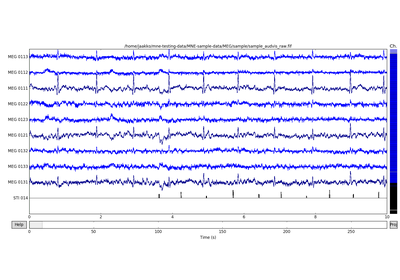 /home/jaakko/mne-testing-data/MNE-sample-data/MEG/sample/sample_audvis_raw.fif
Ch.
MEG 0113
MEG 0112
MEG 0111
MEG 0122
MEG 0123
MEG 0121
MEG 0132
MEG 0133
MEG 0131
STI 014
0 2 4 6 8 10
Help
Proj
0 50 100 150 200 250
Time (s)